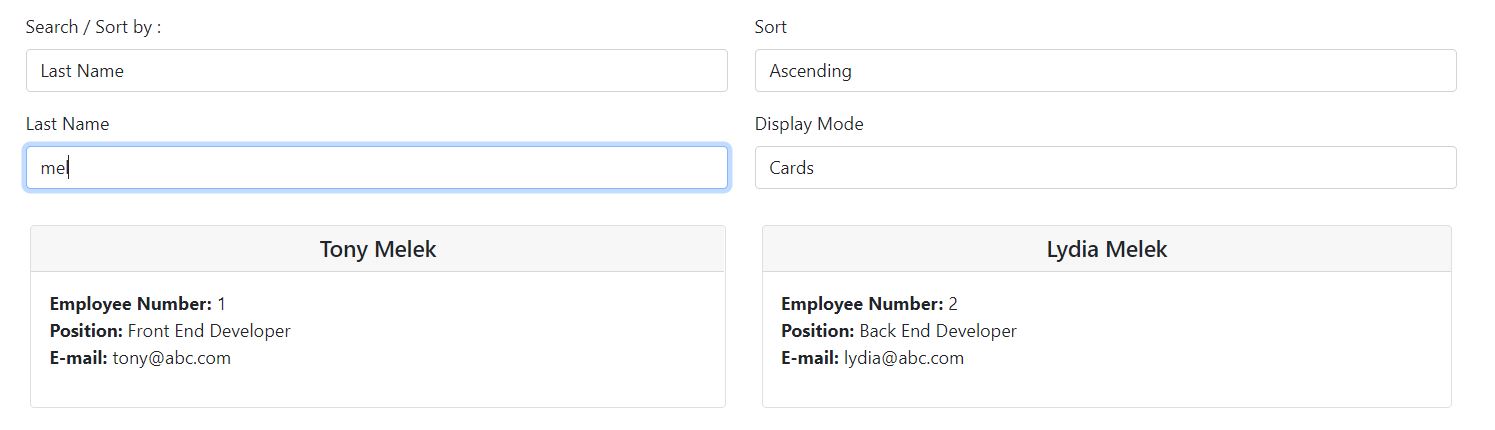 Search / Sort by :
Last Name
Sort
Ascending
Last Name
mel
Display Mode
Cards
Tony Melek
Employee Number: 1
Position: Front End Developer
E-mail: tony@abc.com
Lydia Melek
Employee Number: 2
Position: Back End Developer
E-mail: lydia@abc.com